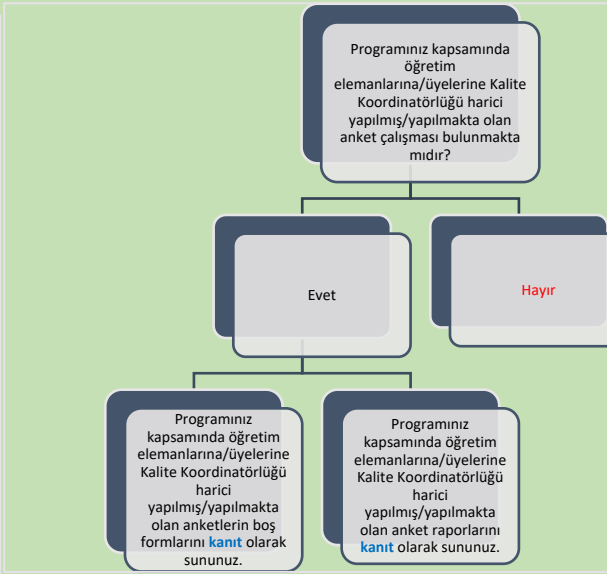 Programınız kapsamında
öğretim
elemanlarına/üyelerine Kalite
Koordinatörlüğü harici
yapılmış/yapılmakta olan
anket çalışması bulunmakta
mıdır?
Evet
Hayır
Programınız
kapsamında öğretim
elemanlarına/üyelerine
Kalite Koordinatörlüğü
harici
yapılmış/yapılmakta
olan anketlerin boş
formlarını kanıt olarak
sununuz.
Programınız
kapsamında öğretim
elemanlarına/üyelerine
Kalite Koordinatörlüğü
harici
yapılmış/yapılmakta
olan anket raporlarını
kanıt olarak sununuz.